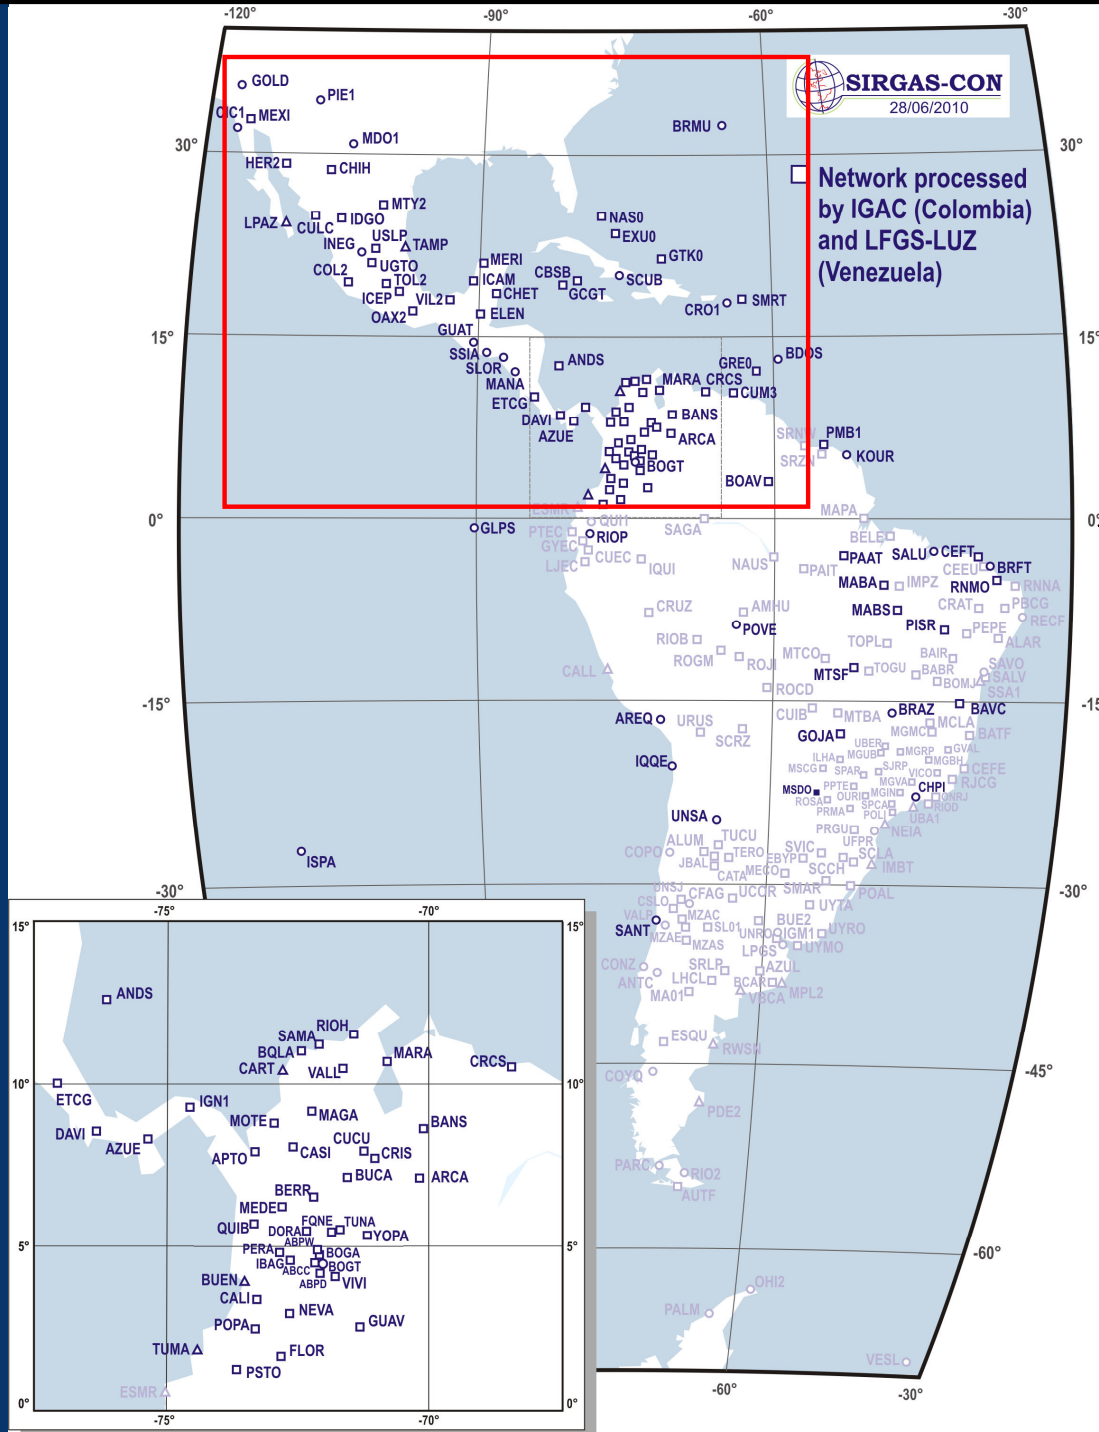 -120°
-90°
-60°
-30°
GOLD
PIE1
SIRGAS-CON
28/06/2010
CIC1
MEXI
BRMU
MDO1
30°
30°
HER2
CHIH
Network processed
by IGAC (Colombia)
and LFGS-LUZ
(Venezuela)
MTY2
LPAZ
CULC
IDGO
NAS0
USLP
EXU0
INEG
TAMP
UGTO
MERI
GTK0
COL2
TOL2
ICAM
CBSB
SCUB
ICEP
VIL2
CHET
GCGT
CRO1
SMRT
OAX2
ELEN
GUAT
15°
15°
SSIA
SLOR
ANDS
GRE0
BDOS
MANA
MARA
CRCS
CUM3
ETCG
DAVI
BANS
AZUE
ARCA
SRNW
PMB1
SRZN
KOUR
BOGT
BOAV
ESMR
MAPA
0°
0°
GLPS
QUI1
PTEC
RIOP
SAGA
BELE
GYEC
CUEC
LJEC
IQUI
NAUS
PAIT
PAAT
SALU
CEFT
CEEU
BRFT
MABA
IMPZ
RNMO
RNNA
CRUZ
AMHU
MABS
CRAT
PBCG
RECF
POVE
PISR
PEPE
RIOB
TOPL
ALAR
ROGM
ROJI
MTCO
BAIR
CALL
MTSF
TOGU
BABR
SAVO
BOMJ
SALV
SSA1
ROCD
-15°
-15
AREQ
URUS
CUIB
MTBA
BRAZ
BAVC
SCRZ
GOJA
MCLA
MGMC
BATF
IQQE
UBER
MGUB
MGRP
GVAL
ILHA
MGBH
MSCG
SPAR
SJRP
VICO
CEFE
RJCG
MSDO
PPTE
MGVA
CHPI
ROSA
OURI
MGIN
ONRJ
PRMA
SPCA
RIOD
POLI
UBA1
UNSA
PRGU
NEIA
UFPR
ALUM
TUCU
COPO
TERO
SVIC
SCLA
JBAL
EBYP
SCCH
IMBT
CATA
MECO
ISPA
-30°
UNSJ
CFAG
UCOR
SMAR
POAL
-30°
CSLO
UYTA
VALP
MZAC
SL01
BUE2
SANT
MZAE
UNRO
IGM1
UYRO
MZAS
LPGS
UYMO
CONZ
ANTC
SRLP
AZUL
LHCL
BCAR
MA01
VBCA
MPL2
ESQU
RWSN
-45°
COYQ
PDE2
PARC
RIO2
AUTF
-60°
OHI2
PALM
VESL
-60°
-30°
-75°
-70°
15°
15°
ANDS
RIOH
SAMA
BQLA
MARA
CART
VALL
CRCS
10°
10°
ETCG
IGN1
MAGA
MOTE
BANS
DAVI
AZUE
CUCU
APTO
CASI
CRIS
BUCA
ARCA
BERR
MEDE
QUIB
FQNE
TUNA
DORA
YOPA
ABPW
5°
5°
PERA
BOGA
IBAG
ABCC
BOGT
ABPD
VIVI
BUEN
CALI
NEVA
POPA
GUAV
TUMA
FLOR
PSTO
ESMR
0°
0°
-75°
-70°